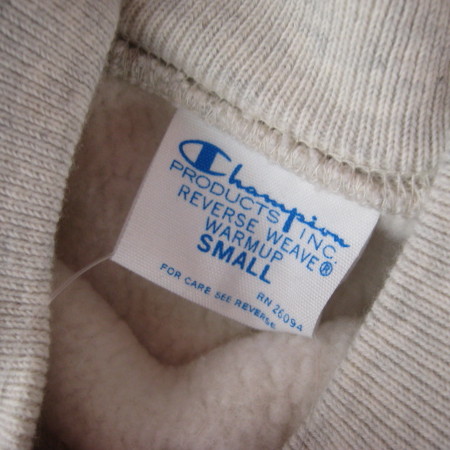 Champion
PRODUCTS INC.
REVERSE WEAVE®
WARMUP
SMALL
FOR CARE SEE REVERSE
RN 26094